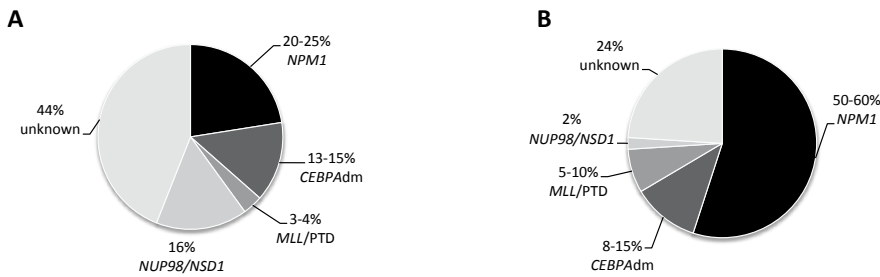 A
20-25%
NPM1
13-15%
CEBPAdm
3-4%
MLL/PTD
16%
NUP98/NSD1
44%
unknown
B
24%
unknown
50-60%
NPM1
2%
NUP98/NSD1
5-10%
MLL/PTD
8-15%
CEBPAdm